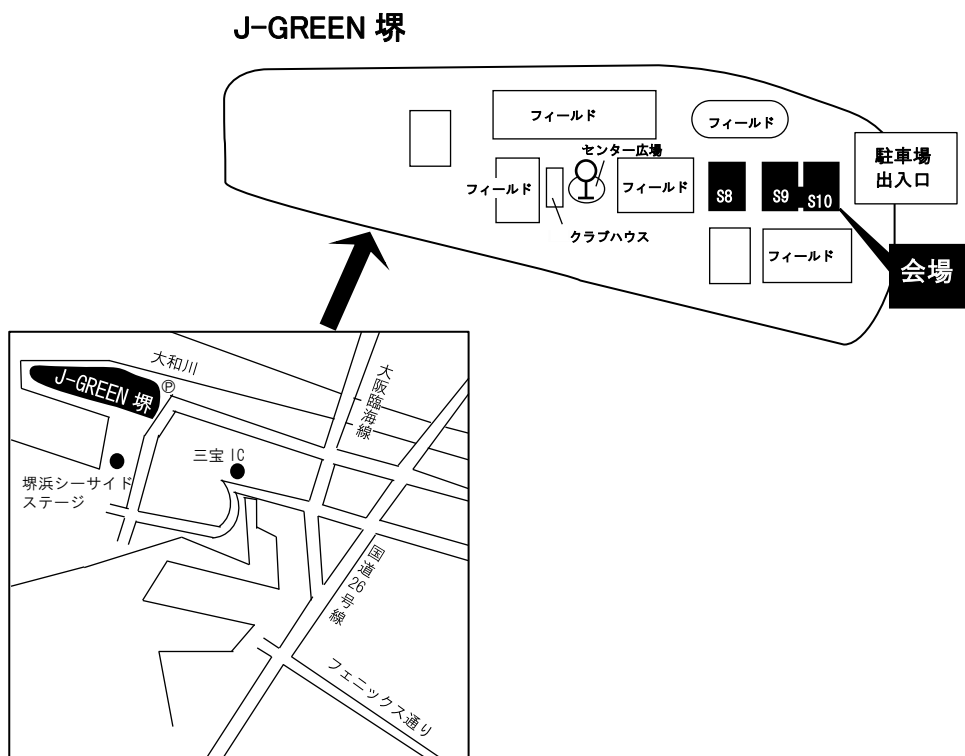 J-GREEN 堺
フィールド
フィールド
センター広場
駐車場
出入口
フィールド
フィールド
S8
S9
S10
クラブハウス
フィールド
会場
大和川
J-GREEN 堺
Ⓟ
大阪臨海線
三宝 IC
堺浜シーサイド
ステージ
国道26号線
フェニックス通り